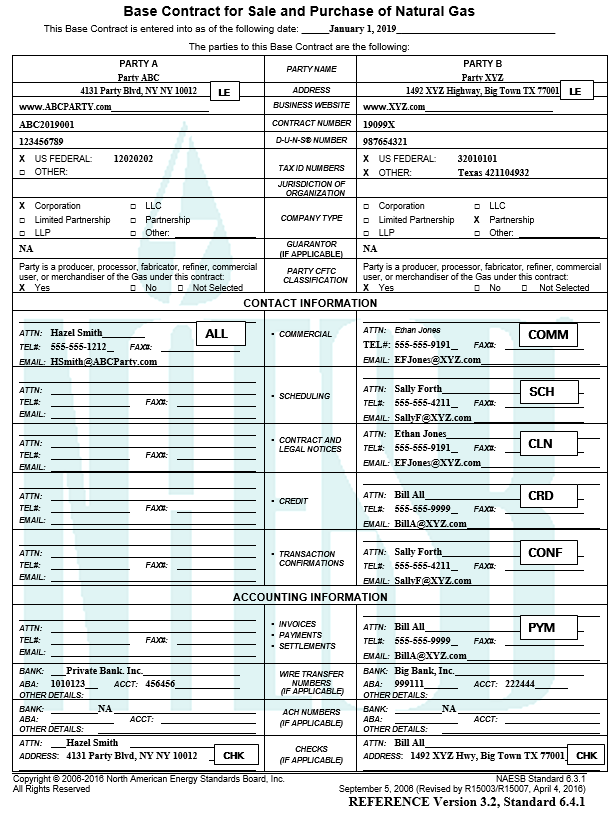 Base Contract for Sale and Purchase of Natural Gas
This Base Contract is entered into as of the following date: January 1, 2019
The parties to this Base Contract are the following:
PARTY A PARTY NAME PARTY B
Party ABC Party XYZ
4131 Party Blvd, NY NY 10012 LE ADDRESS 1492 XYZ Highway, Big Town TX 77001 LE
www.ABCPARTY.com BUSINESS WEBSITE www.XYZ.com
ABC2019001 CONTRACT NUMBER 19099X
123456789 D-U-N-S® NUMBER 987654321
X US FEDERAL: 12020202 TAX ID NUMBERS X US FEDERAL: 32010101
□ OTHER: X OTHER: Texas 421104932
JURISDICTION OF
ORGANIZATION
X Corporation □ LLC COMPANY TYPE □ Corporation □ LLC
□ Limited Partnership □ Partnership □ Limited Partnership X Partnership
□ LLP □ Other: □ LLP □ Other:
NA GUARANTOR NA
(IF APPLICABLE)
Party is a producer, processor, fabricator, refiner, commercial PARTY CFTC Party is a producer, processor, fabricator, refiner, commercial
user, or merchandiser of the Gas under this contract: CLASSIFICATION user, or merchandiser of the Gas under this contract:
X Yes □ No □ Not Selected X Yes □ No □ Not Selected
CONTACT INFORMATION
ATTN: Hazel Smith ALL ▪ COMMERCIAL ATTN: Ethan Jones COMM
TEL#: 555-555-1212 FAX#: TEL#: 555-555-9191 FAX#:
EMAIL: HSmith@ABCParty.com EMAIL: EFJones@XYZ.com
ATTN: ▪ SCHEDULING ATTN: Sally Forth SCH
TEL#: FAX#: TEL#: 555-555-4211 FAX#:
EMAIL: EMAIL: SallyF@XYZ.com
ATTN: ▪ CONTRACT AND ATTN: Ethan Jones CLN
TEL#: FAX#: LEGAL NOTICES TEL#: 555-555-9191 FAX#:
EMAIL: EMAIL: EFJones@XYZ.com
ATTN: ▪ CREDIT ATTN: Bill All CRD
TEL#: FAX#: TEL#: 555-555-9999 FAX#:
EMAIL: EMAIL: BillA@XYZ.com
ATTN: ▪ TRANSACTION ATTN: Sally Forth CONF
TEL#: FAX#: CONFIRMATIONS TEL#: 555-555-4211 FAX#:
EMAIL: EMAIL: SallyF@XYZ.com
ACCOUNTING INFORMATION
ATTN: ▪ INVOICES ATTN: Bill All PYM
TEL#: FAX#: ▪ PAYMENTS TEL#: 555-555-9999 FAX#:
EMAIL: ▪ SETTLEMENTS EMAIL: BillA@XYZ.com
BANK: Private Bank. Inc. WIRE TRANSFER BANK: Big Bank, Inc.
ABA: 1010123 ACCT: 456456 NUMBERS ABA: 999111 ACCT: 222444
OTHER DETAILS: (IF APPLICABLE) OTHER DETAILS:
BANK: NA ACH NUMBERS BANK: NA
ABA: ACCT: (IF APPLICABLE) ABA: ACCT:
OTHER DETAILS: OTHER DETAILS:
ATTN: Hazel Smith CHECKS ATTN: Bill All
ADDRESS: 4131 Party Blvd, NY NY 10012 CHK (IF APPLICABLE) ADDRESS: 1492 XYZ Hwy, Big Town TX 77001 CHK
Copyright © 2006-2016 North American Energy Standards Board, Inc. NAESB Standard 6.3.1
All Rights Reserved September 5, 2006 (Revised by R15003/R15007, April 4, 2016)
REFERENCE Version 3.2, Standard 6.4.1